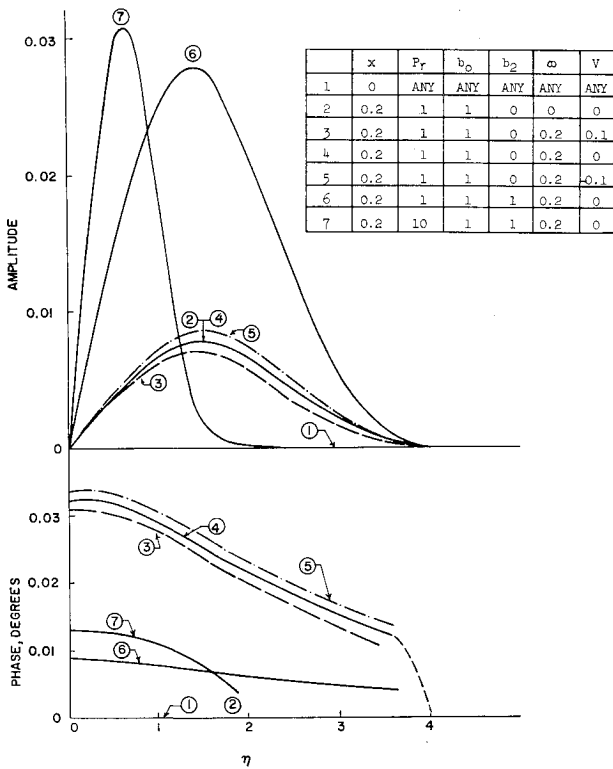 x Pr b0 b2 ∞ V
1 0 ANY ANY ANY ANY ANY
2 0.2 1 1 0 0 0
3 0.2 1 1 0 0.2 0.1
4 0.2 1 1 0 0.2 0
5 0.2 1 1 0 0.2 -0.1
6 0.2 1 1 1 0.2 0
7 0.2 10 1 1 0.2 0
AMPLITUDE
0.03
0.02
0.01
0
⑦
⑥
② ④
⑤
③
①
PHASE, DEGREES
0.03
0.02
0.01
0
④
③
⑤
⑦
⑥
①
②
0 1 2 3 4
η